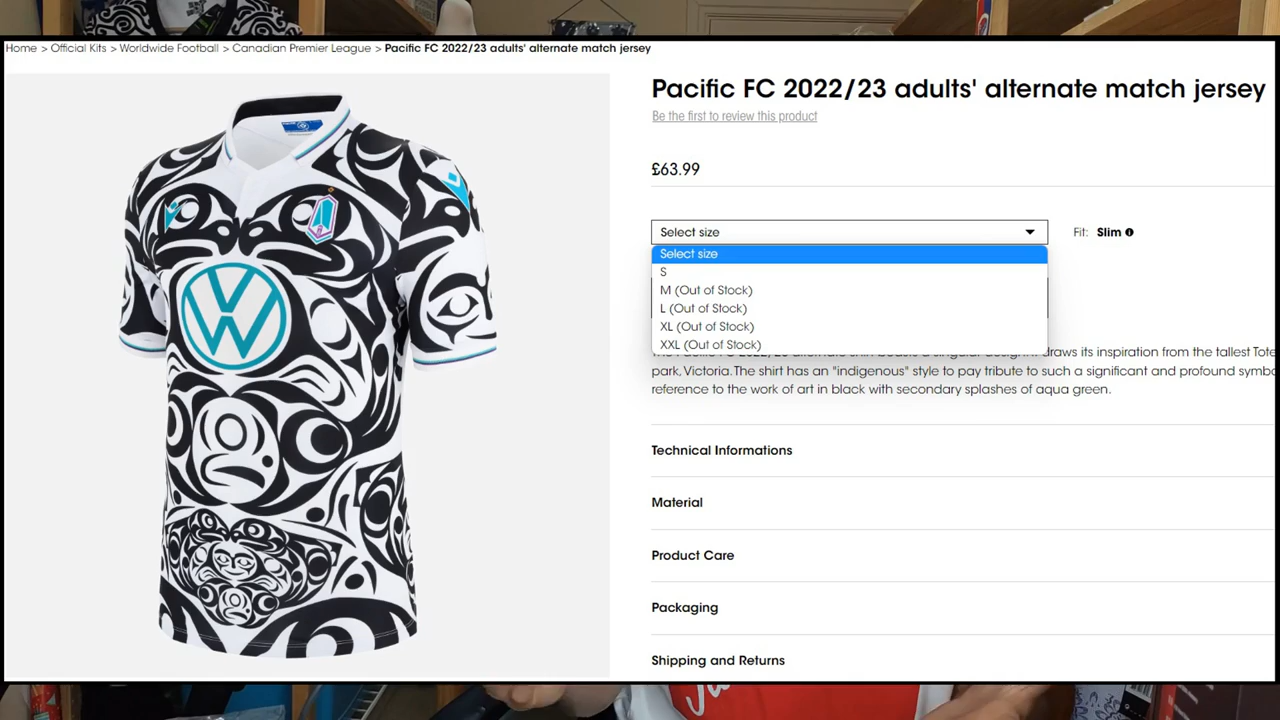 Home > Official Kits > Worldwide Football > Canadian Premier League > Pacific FC 2022/23 adults' alternate match jersey
Pacific FC 2022/23 adults' alternate match jersey
Be the first to review this product
£63.99
Select size
Fit: Slim
Select size
S
M (Out of Stock)
L (Out of Stock)
XL (Out of Stock)
XXL (Out of Stock)
draws its inspiration from the tallest
park, Victoria. The shirt has an "indigenous" style to pay tribute to such a significant and profound
reference to the work of art in black with secondary splashes of aqua green.
Technical Informations
Material
Product Care
Packaging
Shipping and Returns